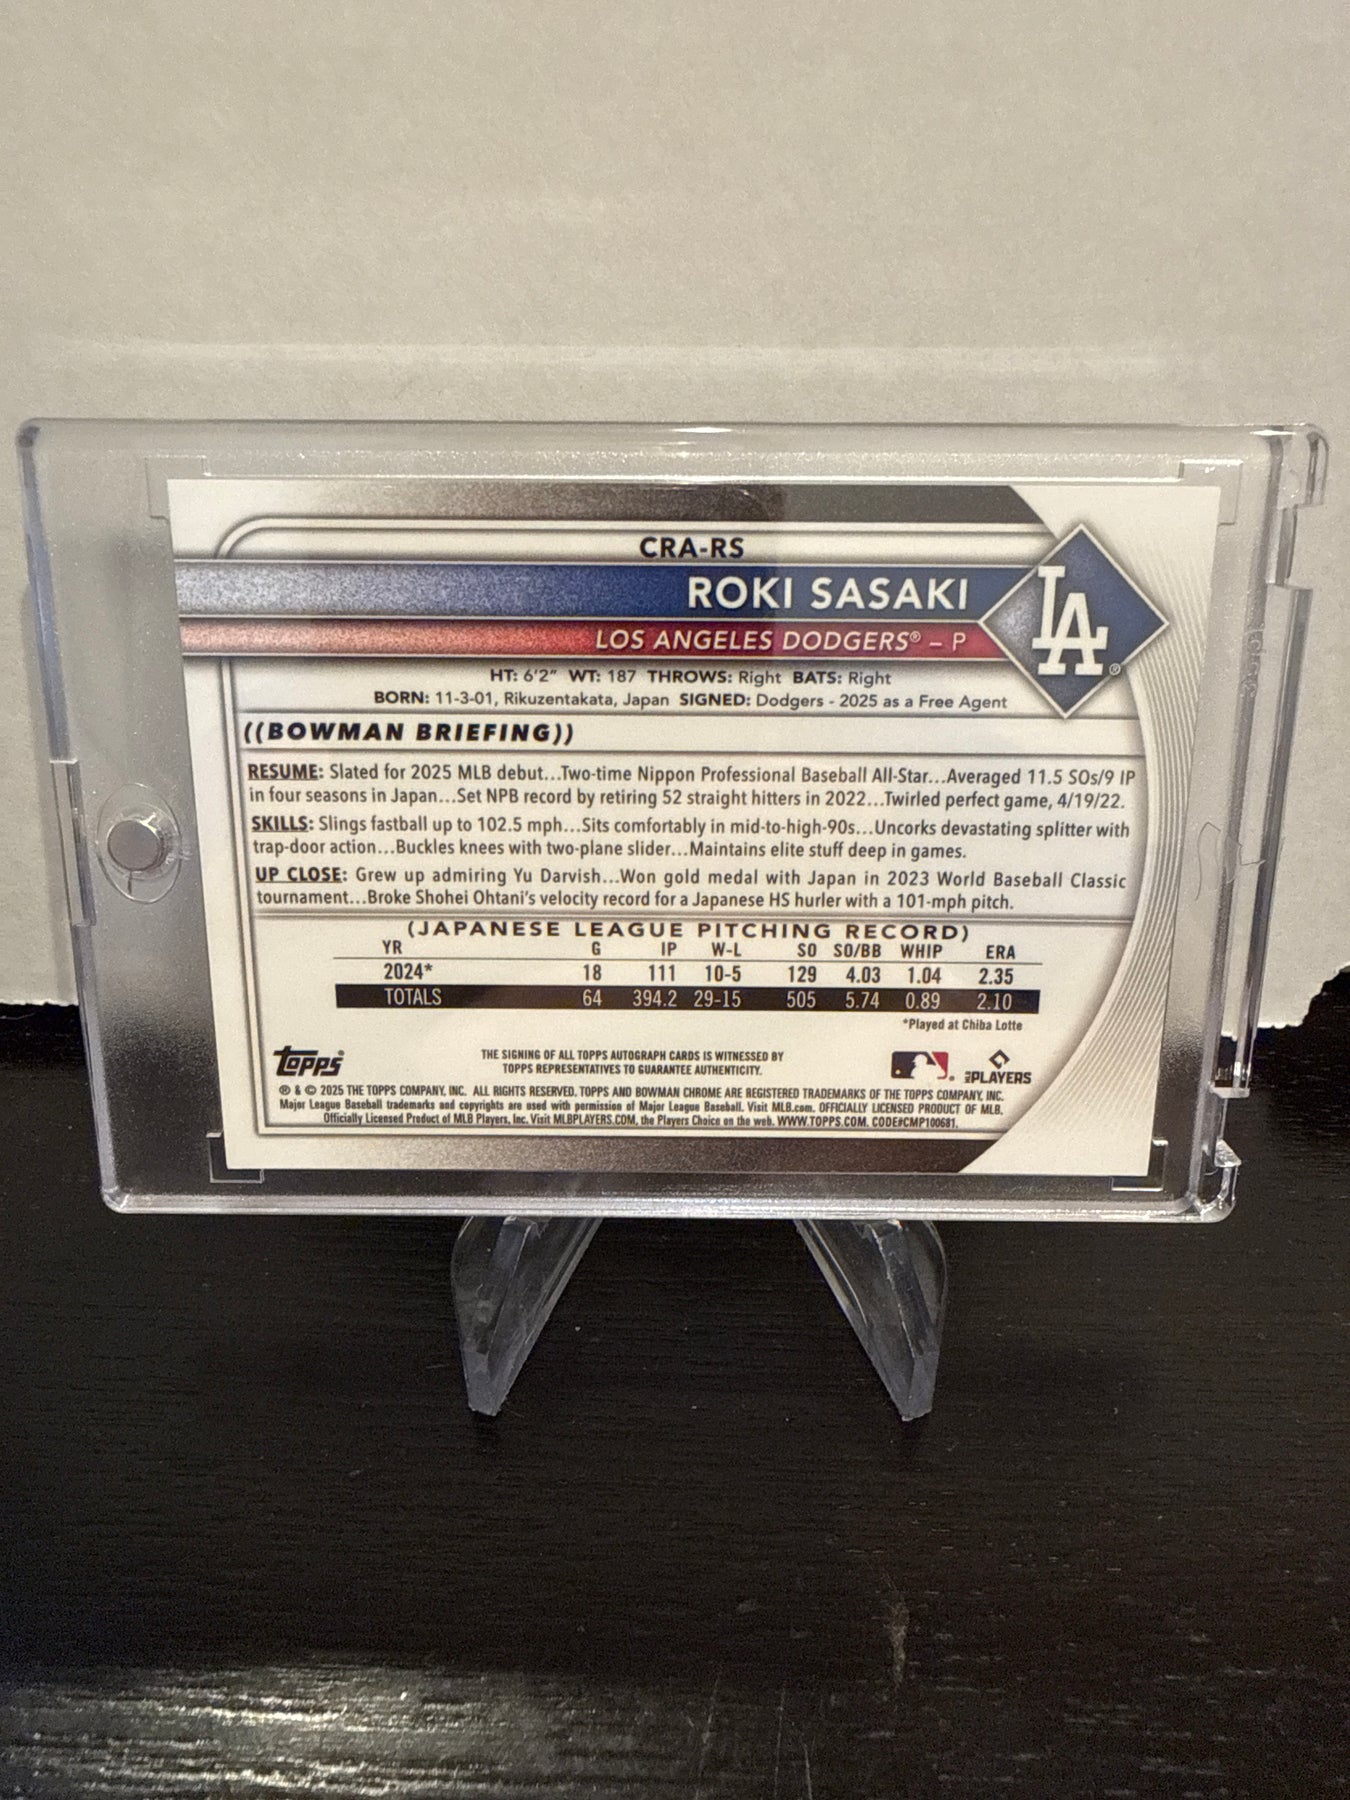 CRA-RS
ROKI SASAKI
LOS ANGELES DODGERS® – P
LA®
HT: 6'2" WT: 187 THROWS: Right BATS: Right
BORN: 11-3-01, Rikuzentakata, Japan SIGNED: Dodgers - 2025 as a Free Agent
((BOWMAN BRIEFING))
RESUME: Slated for 2025 MLB debut...Two-time Nippon Professional Baseball All-Star...Averaged 11.5 SOs/9 IP
in four seasons in Japan...Set NPB record by retiring 52 straight hitters in 2022...Twirled perfect game, 4/19/22.
SKILLS: Slings fastball up to 102.5 mph...Sits comfortably in mid-to-high-90s...Uncorks devastating splitter with
trap-door action...Buckles knees with two-plane slider...Maintains elite stuff deep in games.
UP CLOSE: Grew up admiring Yu Darvish...Won gold medal with Japan in 2023 World Baseball Classic
tournament...Broke Shohei Ohtani's velocity record for a Japanese HS hurler with a 101-mph pitch.
(JAPANESE LEAGUE PITCHING RECORD)
YR G IP W-L SO SO/BB WHIP ERA
2024* 18 111 10-5 129 4.03 1.04 2.35
TOTALS 64 394.2 29-15 505 5.74 0.89 2.10
*Played at Chiba Lotte
Topps®
THE SIGNING OF ALL TOPPS AUTOGRAPH CARDS IS WITNESSED BY
TOPPS REPRESENTATIVES TO GUARANTEE AUTHENTICITY.
MLB PLAYERS
® & © 2025 THE TOPPS COMPANY, INC. ALL RIGHTS RESERVED. TOPPS AND BOWMAN CHROME ARE REGISTERED TRADEMARKS OF THE TOPPS COMPANY, INC.
Major League Baseball trademarks and copyrights are used with permission of Major League Baseball. Visit MLB.com. OFFICIALLY LICENSED PRODUCT OF MLB.
Officially Licensed Product of MLB Players, Inc. Visit MLBPLAYERS.COM, the Players Choice on the web. WWW.TOPPS.COM. CODE#CMP100681.